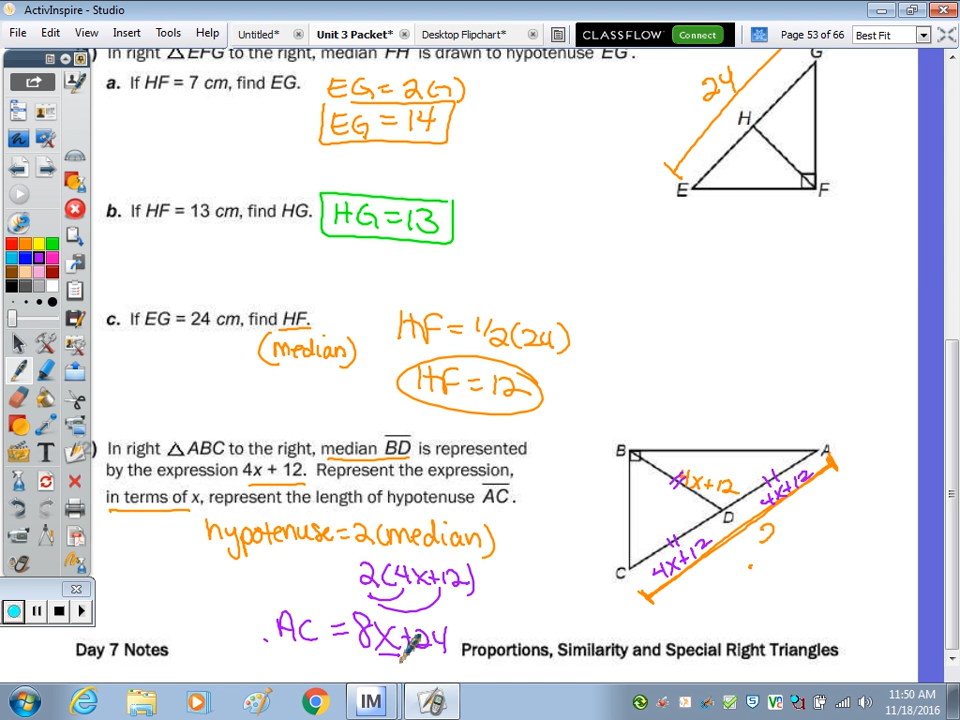 ActivInspire - Studio
File Edit View Insert Tools Help
Untitled* Unit 3 Packet* Desktop Flipchart* CLASSFLOW Connect Page 53 of 66 Best Fit
In right △EFG to the right, median FH is drawn to hypotenuse EG.
a. If HF = 7 cm, find EG.
EG = 2(7)
EG = 14
24
G
H
E
F
b. If HF = 13 cm, find HG.
HG = 13
c. If EG = 24 cm, find HF.
(median)
HF = 1/2(24)
HF = 12
2) In right △ABC to the right, median BD is represented
by the expression 4x + 12. Represent the expression,
in terms of x, represent the length of hypotenuse AC.
hypotenuse = 2(median)
2(4x+12)
AC = 8x+24
B
A
4x+12
4x+12
D
?
C
4x+12
Day 7 Notes Proportions, Similarity and Special Right Triangles
IM
11:50 AM
11/18/2016